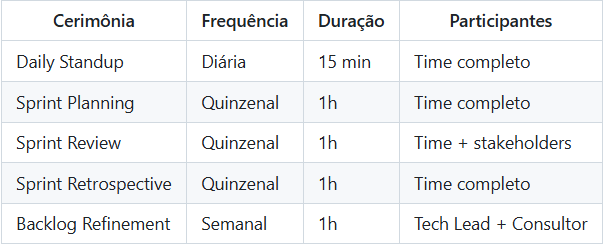 Cerimônia Frequência Duração Participantes
Daily Standup Diária 15 min Time completo
Sprint Planning Quinzenal 1h Time completo
Sprint Review Quinzenal 1h Time + stakeholders
Sprint Retrospective Quinzenal 1h Time completo
Backlog Refinement Semanal 1h Tech Lead + Consultor